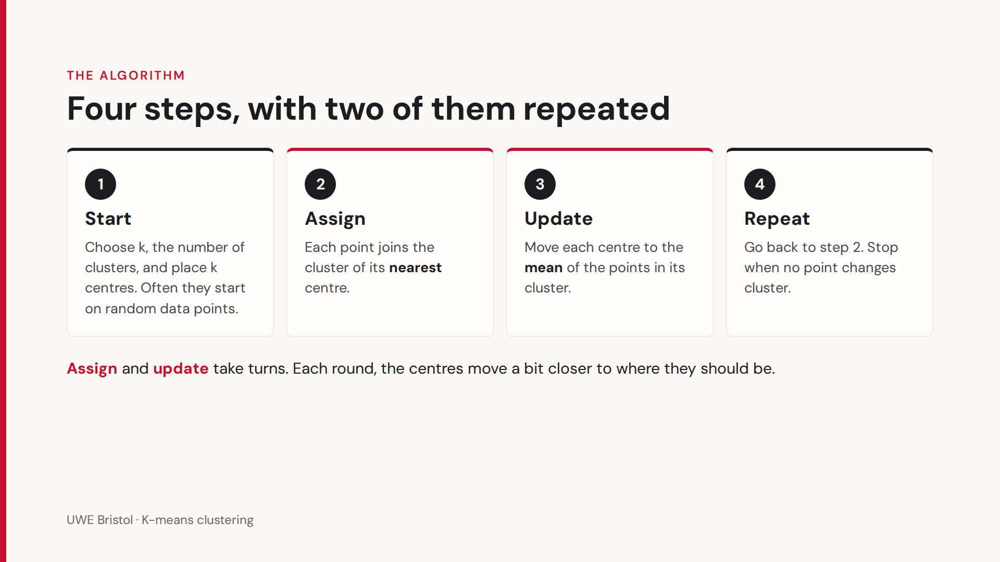 THE ALGORITHM
Four steps, with two of them repeated
1
Start
Choose k, the number of
clusters, and place k
centres. Often they start
on random data points.
2
Assign
Each point joins the
cluster of its nearest
centre.
3
Update
Move each centre to the
mean of the points in its
cluster.
4
Repeat
Go back to step 2. Stop
when no point changes
cluster.
Assign and update take turns. Each round, the centres move a bit closer to where they should be.
UWE Bristol · K-means clustering